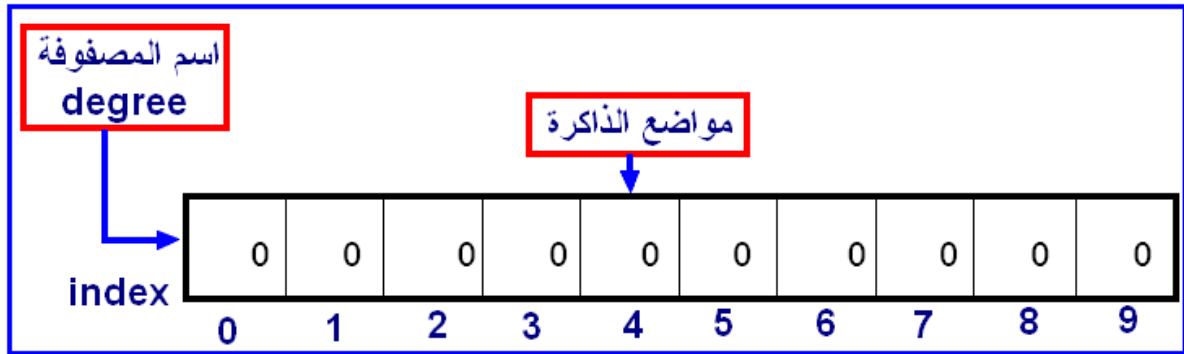 اسم المصفوفة
degree
مواضع الذاكرة
0 0 0 0 0 0 0 0 0 0
index
0 1 2 3 4 5 6 7 8 9